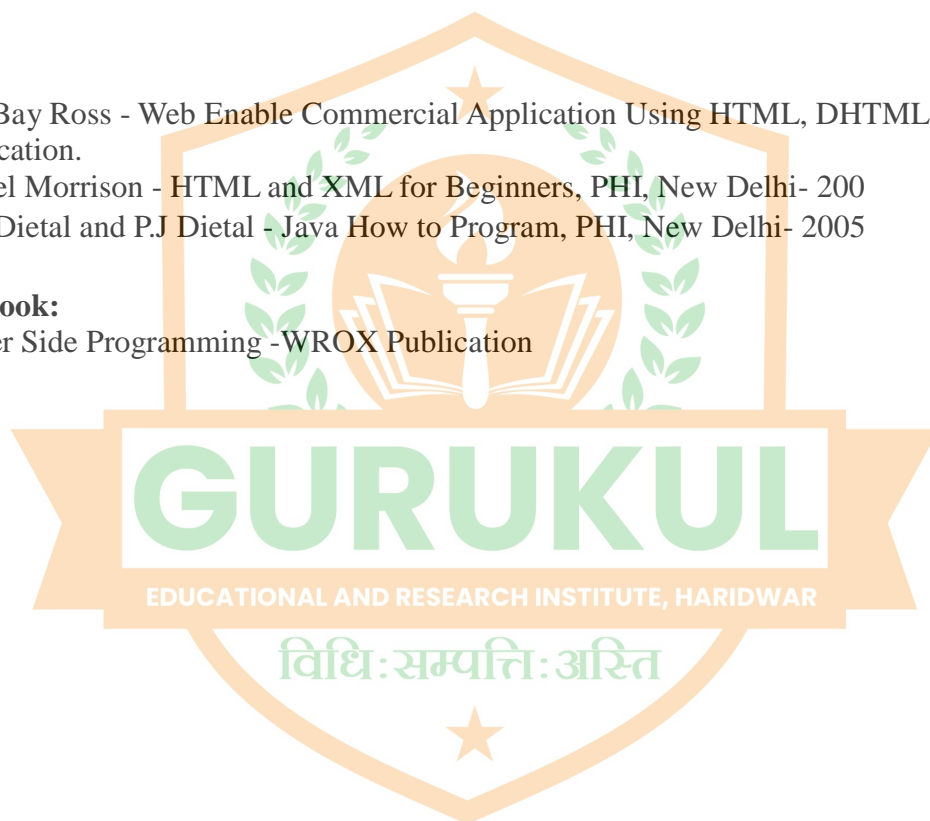 Bay Ross - Web Enable Commercial Application Using HTML, DHTML
cation.
el Morrison - HTML and XML for Beginners, PHI, New Delhi- 200
Dietal and P.J Dietal - Java How to Program, PHI, New Delhi- 2005
ook:
er Side Programming -WROX Publication
GURUKUL
EDUCATIONAL AND RESEARCH INSTITUTE, HARIDWAR
विधि:सम्पत्ति:अस्ति